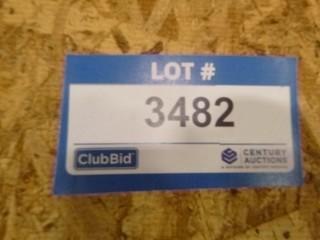 LOT #
3482
ClubBid
CENTURY
AUCTIONS